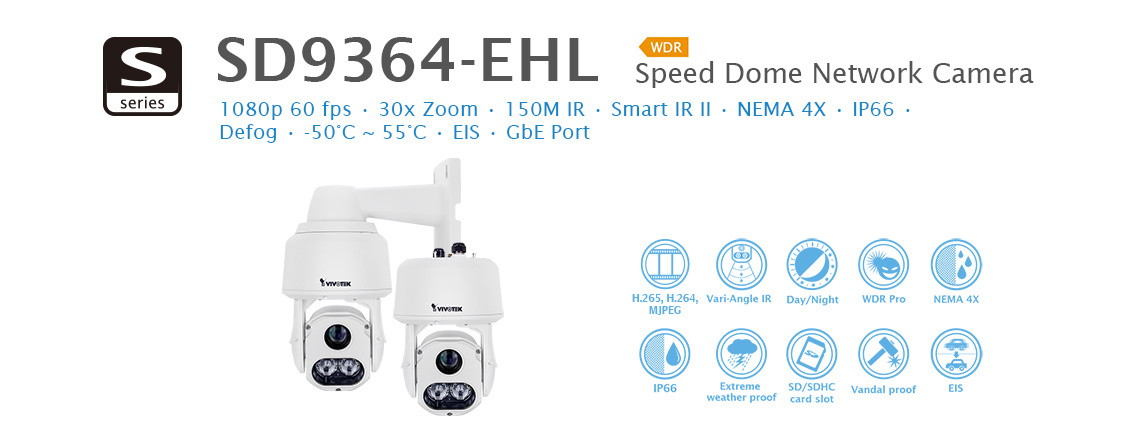 S
series
SD9364-EHL
WDR
Speed Dome Network Camera
1080p 60 fps · 30x Zoom · 150M IR · Smart IR II · NEMA 4X · IP66 ·
Defog · -50°C ~ 55°C · EIS · GbE Port
VIVOTEK
VIVOTEK
H.265, H.264,
MJPEG
Vari-Angle IR
Day/Night
WDR Pro
NEMA 4X
IP66
Extreme
weather proof
SD
SD/SDHC
card slot
Vandal proof
EIS